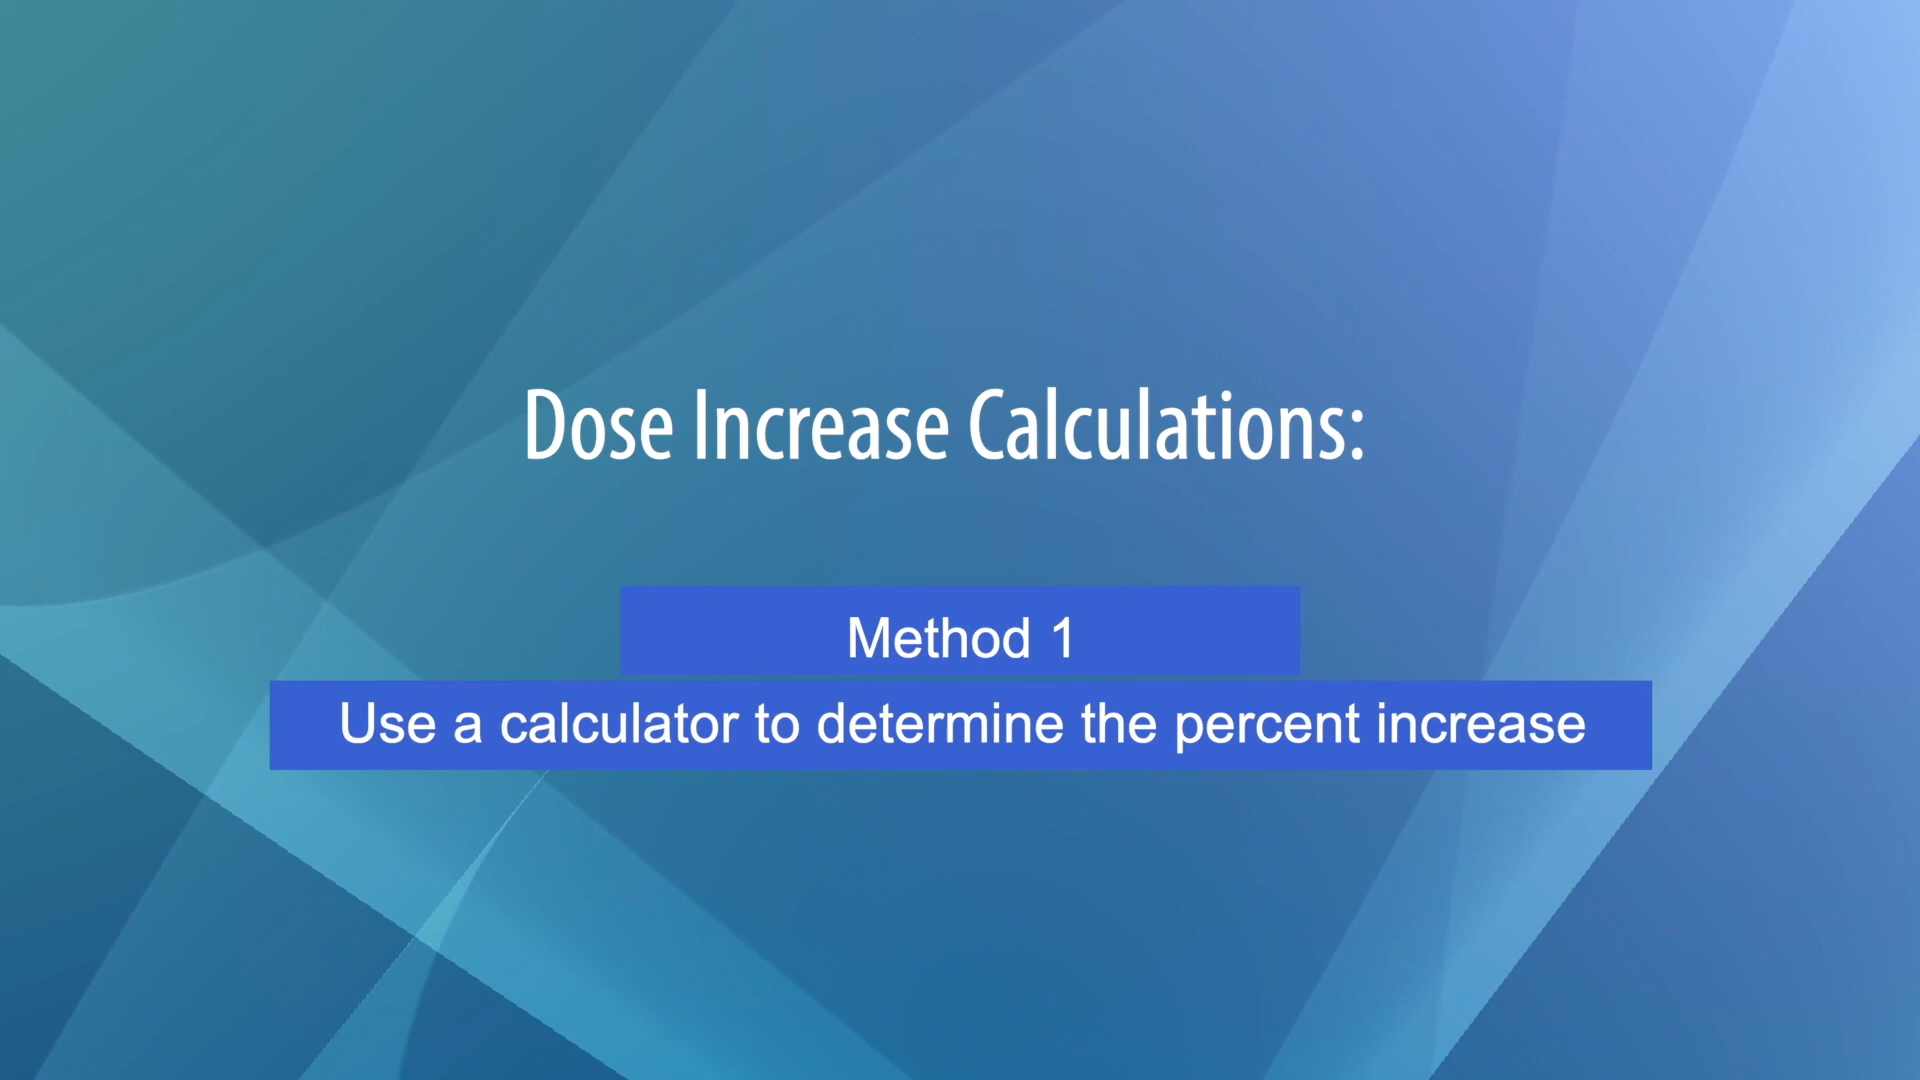 Dose Increase Calculations:
Method 1
Use a calculator to determine the percent increase